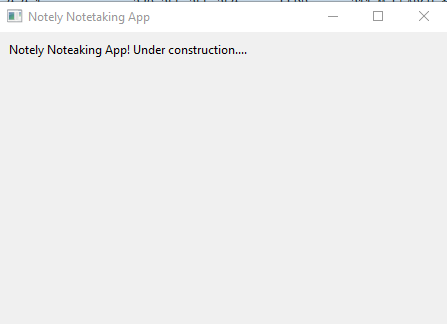 Notely Notetaking App
Notely Noteaking App! Under construction....